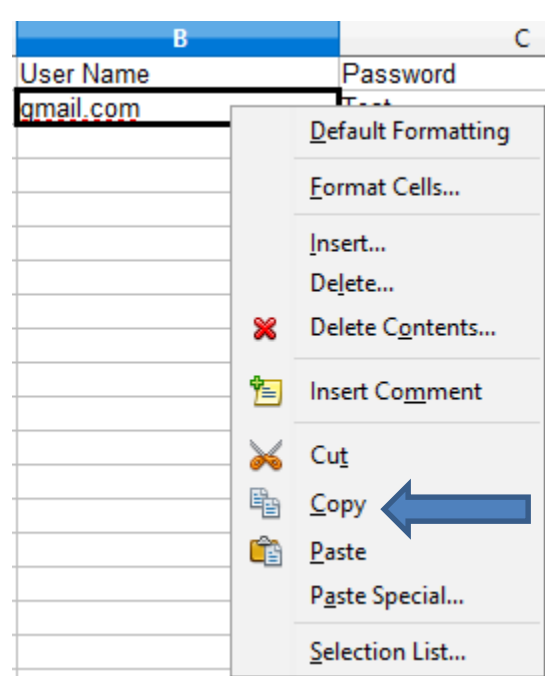 B C
User Name Password
gmail.com Test
Default Formatting
Format Cells...
Insert...
Delete...
Delete Contents...
Insert Comment
Cut
Copy
Paste
Paste Special...
Selection List...